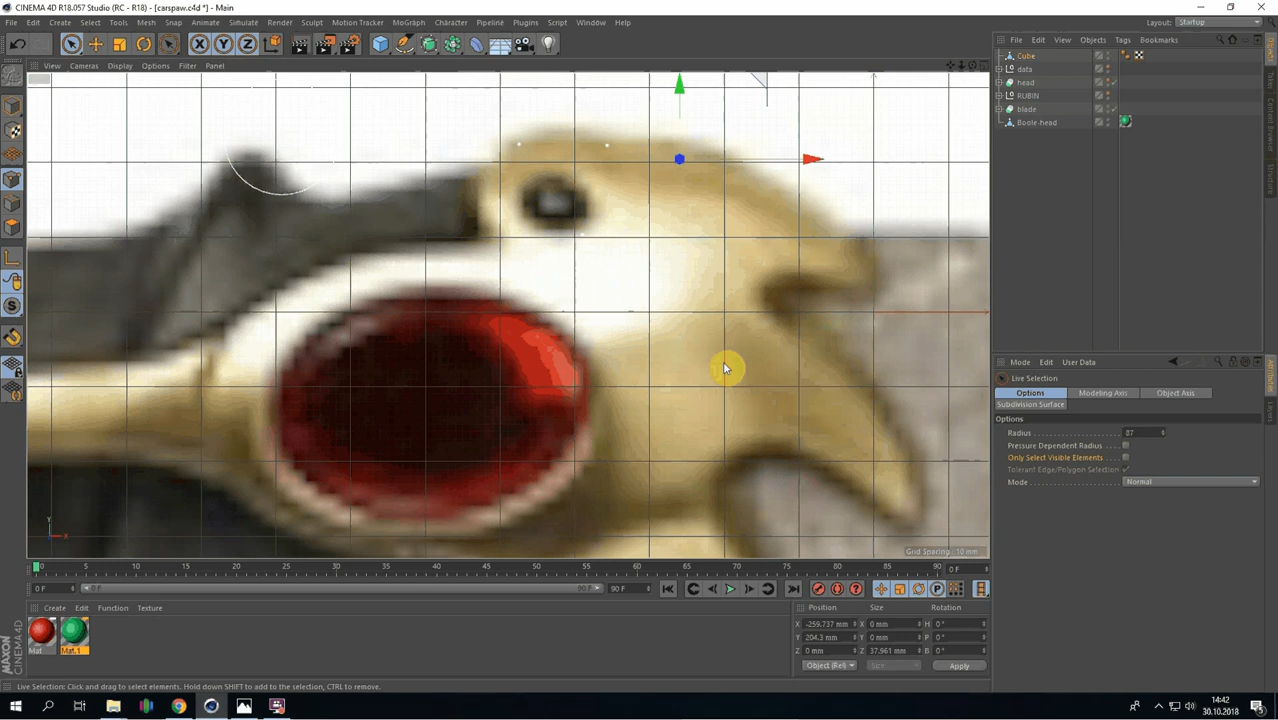 CINEMA 4D R18.057 Studio (RC - R18) - [carspaw.c4d *] - Main
File Edit Create Select Tools Mesh Snap Animate Simulate Render Sculpt Motion Tracker MoGraph Character Pipeline Plugins Script Window Help
Layout: Startup
View Cameras Display Options Filter Panel
File Edit View Objects Tags Bookmarks
Cube
data
head
RUBIN
blade
Boole-head
Objects
Takes
Content Browser
Structure
Mode Edit User Data
Live Selection
Options Modeling Axis Object Axis
Subdivision Surface
Options
Radius 87
Pressure Dependent Radius
Only Select Visible Elements
Tolerant Edge/Polygon Selection
Mode Normal
Attributes
Layers
Y
X
Grid Spacing : 10 mm
0 5 10 15 20 25 30 35 40 45 50 55 60 65 70 75 80 85 90 0 F
0 F 0 F 90 F 90 F
Create Edit Function Texture
Mat Mat.1
Position Size Rotation
X -259.737 mm X 0 mm H 0 °
Y 204.3 mm Y 0 mm P 0 °
Z 0 mm Z 37.961 mm B 0 °
Object (Rel) Size Apply
MAXON
CINEMA 4D
Live Selection: Click and drag to select elements. Hold down SHIFT to add to the selection, CTRL to remove.
14:42
30.10.2018